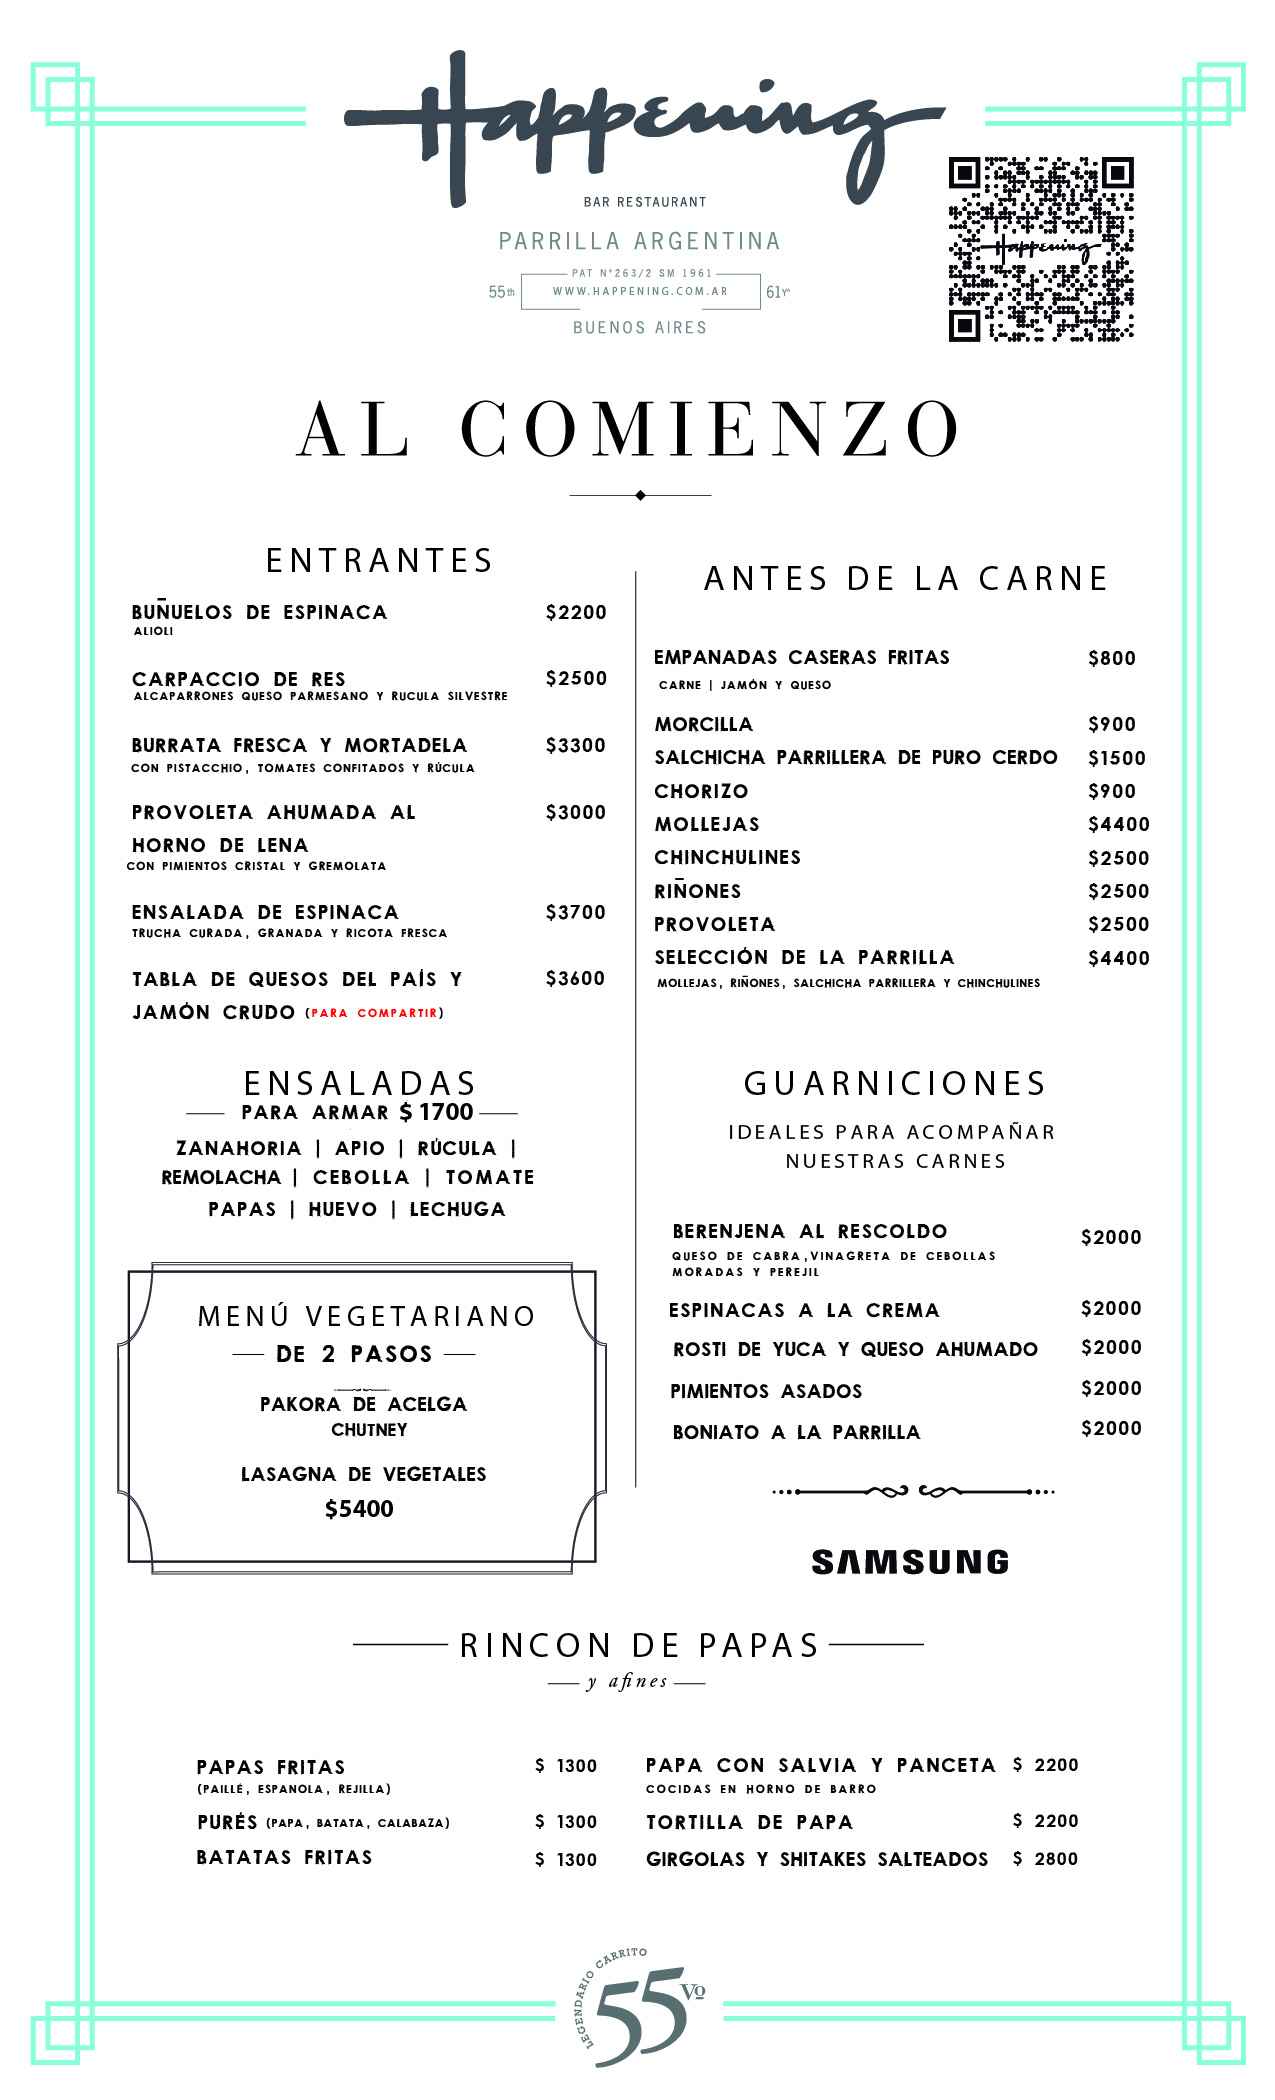 Happening
BAR RESTAURANT
PARRILLA ARGENTINA
PAT N°263/2 SM 1961
55th WWW.HAPPENING.COM.AR 61Yº
BUENOS AIRES
Happening
AL COMIENZO
ENTRANTES
BUÑUELOS DE ESPINACA $2200
ALIOLI
CARPACCIO DE RES $2500
ALCAPARRONES QUESO PARMESANO Y RUCULA SILVESTRE
BURRATA FRESCA Y MORTADELA $3300
CON PISTACCHIO, TOMATES CONFITADOS Y RÚCULA
PROVOLETA AHUMADA AL $3000
HORNO DE LENA
CON PIMIENTOS CRISTAL Y GREMOLATA
ENSALADA DE ESPINACA $3700
TRUCHA CURADA, GRANADA Y RICOTA FRESCA
TABLA DE QUESOS DEL PAÍS Y $3600
JAMÓN CRUDO (PARA COMPARTIR)
ANTES DE LA CARNE
EMPANADAS CASERAS FRITAS $800
CARNE | JAMÓN Y QUESO
MORCILLA $900
SALCHICHA PARRILLERA DE PURO CERDO $1500
CHORIZO $900
MOLLEJAS $4400
CHINCHULINES $2500
RIÑONES $2500
PROVOLETA $2500
SELECCIÓN DE LA PARRILLA $4400
MOLLEJAS, RIÑONES, SALCHICHA PARRILLERA Y CHINCHULINES
ENSALADAS
PARA ARMAR $ 1700
ZANAHORIA | APIO | RÚCULA |
REMOLACHA | CEBOLLA | TOMATE
PAPAS | HUEVO | LECHUGA
MENÚ VEGETARIANO
DE 2 PASOS
PAKORA DE ACELGA
CHUTNEY
LASAGNA DE VEGETALES
$5400
GUARNICIONES
IDEALES PARA ACOMPAÑAR
NUESTRAS CARNES
BERENJENA AL RESCOLDO $2000
QUESO DE CABRA,VINAGRETA DE CEBOLLAS
MORADAS Y PEREJIL
ESPINACAS A LA CREMA $2000
ROSTI DE YUCA Y QUESO AHUMADO $2000
PIMIENTOS ASADOS $2000
BONIATO A LA PARRILLA $2000
SAMSUNG
RINCON DE PAPAS
y afines
PAPAS FRITAS $ 1300
(PAILLÉ, ESPANOLA, REJILLA)
PURÉS (PAPA, BATATA, CALABAZA) $ 1300
BATATAS FRITAS $ 1300
PAPA CON SALVIA Y PANCETA $ 2200
COCIDAS EN HORNO DE BARRO
TORTILLA DE PAPA $ 2200
GIRGOLAS Y SHITAKES SALTEADOS $ 2800
LEGENDARIO CARRITO
55 Vº